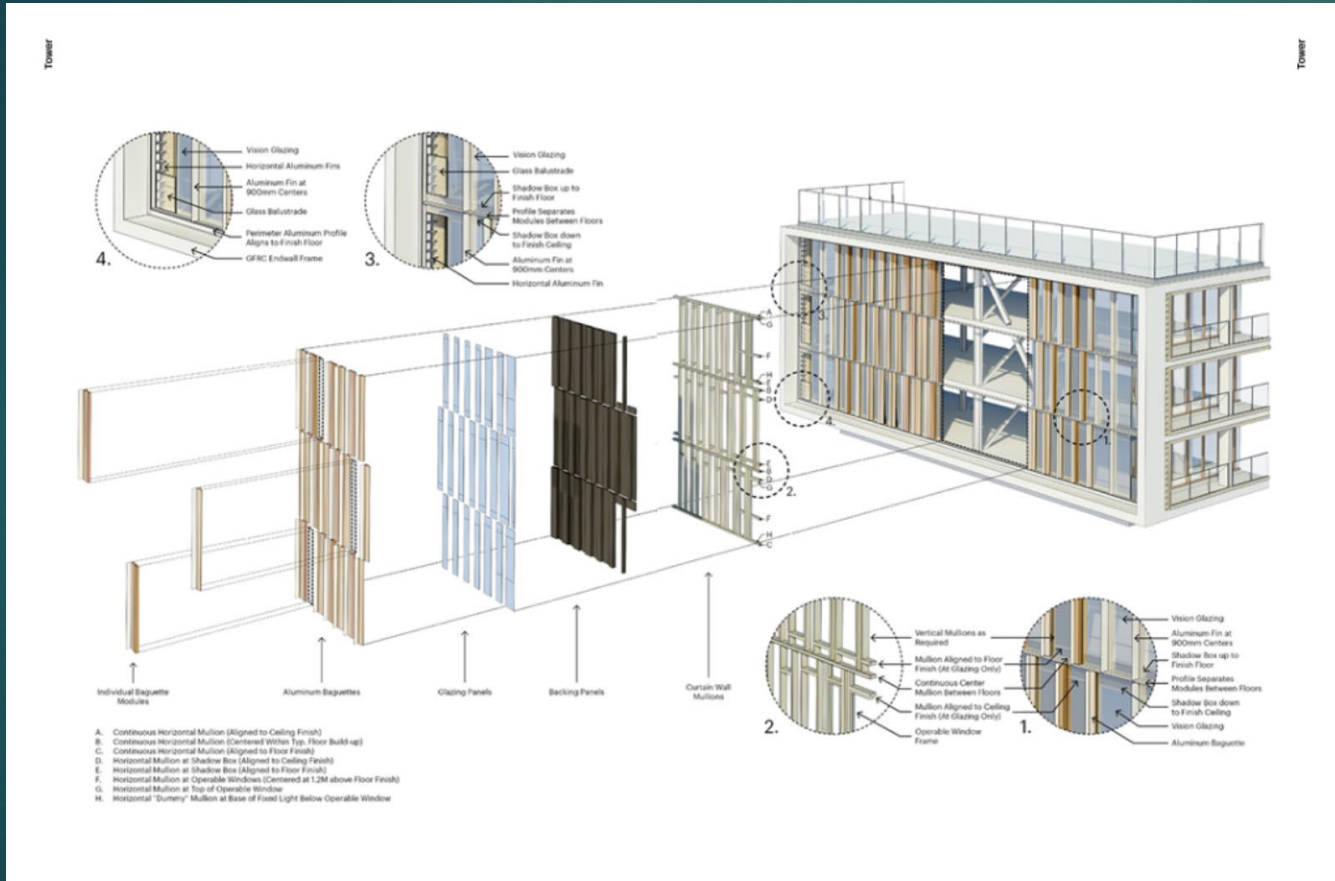 Tower
Tower
Vision Glazing
Horizontal Aluminum Fins
Aluminum Fin at
900mm Centers
Glass Balustrade
Perimeter Aluminum Profile
Aligns to Finish Floor
GFRC Endwall Frame
4.
Vision Glazing
Glass Balustrade
Shadow Box up to
Finish Floor
Profile Separates
Modules Between Floors
Shadow Box down
to Finish Ceiling
Aluminum Fin at
900mm Centers
Horizontal Aluminum Fin
3.
A
G
F
H
D
G
F
H
C
2.
3.
4.
1.
Individual Baguette
Modules
Aluminum Baguettes
Glazing Panels
Backing Panels
Curtain Wall
Mullions
Vertical Mullions as
Required
Mullion Aligned to Floor
Finish (At Glazing Only)
Continuous Center
Mullion Between Floors
Mullion Aligned to Ceiling
Finish (At Glazing Only)
Operable Window
Frame
2.
Vision Glazing
Aluminum Fin at
900mm Centers
Shadow Box up to
Finish Floor
Profile Separates
Modules Between Floors
Shadow Box down
to Finish Ceiling
Vision Glazing
Aluminum Baguette
1.
A. Continuous Horizontal Mullion (Aligned to Ceiling Finish)
B. Continuous Horizontal Mullion (Centered Within Typ. Floor Build-up)
C. Continuous Horizontal Mullion (Aligned to Floor Finish)
D. Horizontal Mullion at Shadow Box (Aligned to Ceiling Finish)
E. Horizontal Mullion at Shadow Box (Aligned to Floor Finish)
F. Horizontal Mullion at Operable Windows (Centered at 1.2M above Floor Finish)
G. Horizontal Mullion at Top of Operable Window
H. Horizontal "Dummy" Mullion at Base of Fixed Light Below Operable Window